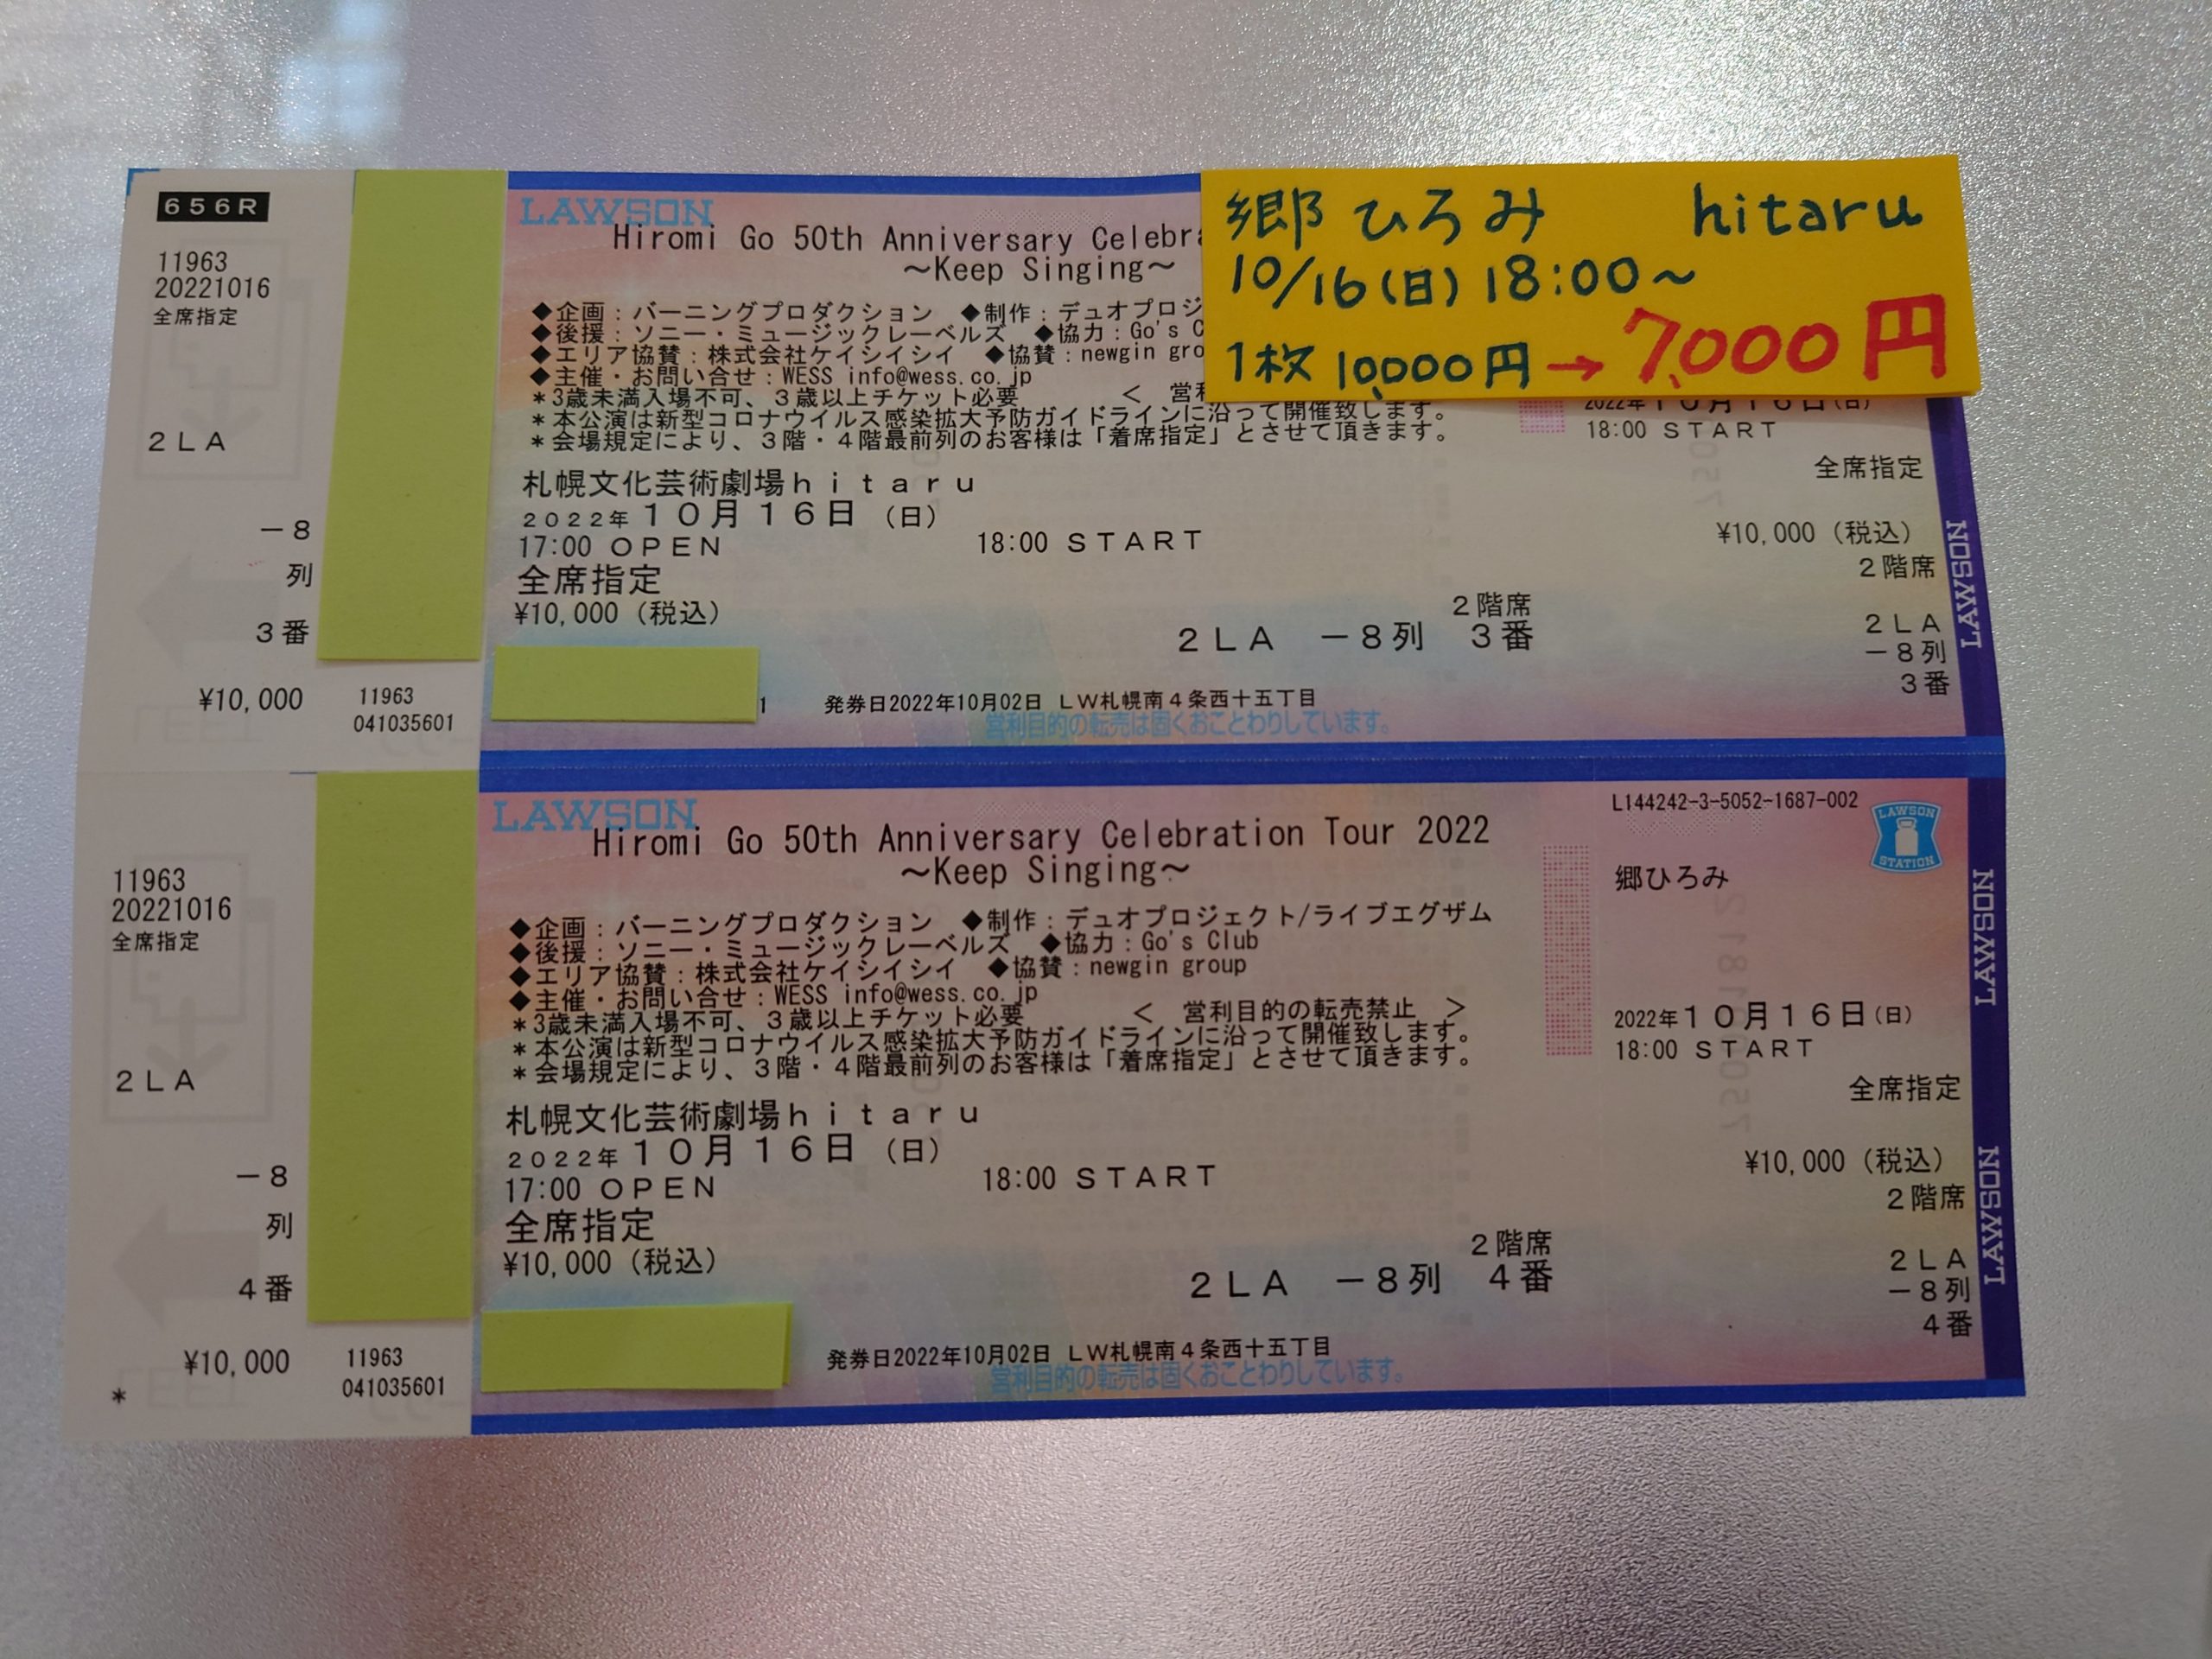 郷ひろみ hitaru
10/16(日) 18:00~
1枚 10,000円→7,000円
656R
11963
20221016
全席指定
2LA
-8
列
3番
¥10,000
11963
041035601
LAWSON
Hiromi Go 50th Anniversary Celebra
~Keep Singing~
◆企画:バーニングプロダクション ◆制作:デュオプロジ
◆後援:ソニー・ミュージックレーベルズ ◆協力:Go's C
◆エリア協賛:株式会社ケイシイシイ ◆協賛:newgin gro
◆主催・お問い合せ:WESS info@wess.co.jp
*3歳未満入場不可、3歳以上チケット必要 < 営利
*本公演は新型コロナウイルス感染拡大予防ガイドラインに沿って開催致します。
*会場規定により、3階・4階最前列のお客様は「着席指定」とさせて頂きます。
札幌文化芸術劇場hitaru
2022年10月16日(日)
17:00 OPEN 18:00 START
全席指定
¥10,000(税込)
2階席
2LA -8列 3番
1 発券日2022年10月02日 LW札幌南4条西十五丁目
営利目的の転売は固くおことわりしています。
2022年10月16日(日)
18:00 START
全席指定
¥10,000(税込)
2階席
2LA
-8列
3番
LAWSON
11963
20221016
全席指定
2LA
-8
列
4番
¥10,000
*
11963
041035601
LAWSON
Hiromi Go 50th Anniversary Celebration Tour 2022
~Keep Singing~
◆企画:バーニングプロダクション ◆制作:デュオプロジェクト/ライブエグザム
◆後援:ソニー・ミュージックレーベルズ ◆協力:Go's Club
◆エリア協賛:株式会社ケイシイシイ ◆協賛:newgin group
◆主催・お問い合せ:WESS info@wess.co.jp
*3歳未満入場不可、3歳以上チケット必要 < 営利目的の転売禁止 >
*本公演は新型コロナウイルス感染拡大予防ガイドラインに沿って開催致します。
*会場規定により、3階・4階最前列のお客様は「着席指定」とさせて頂きます。
札幌文化芸術劇場hitaru
2022年10月16日(日)
17:00 OPEN 18:00 START
全席指定
¥10,000(税込)
2階席
2LA -8列 4番
発券日2022年10月02日 LW札幌南4条西十五丁目
営利目的の転売は固くおことわりしています。
L144242-3-5052-1687-002
LAWSON
STATION
郷ひろみ
2022年10月16日(日)
18:00 START
全席指定
¥10,000(税込)
2階席
2LA
-8列
4番
LAWSON
LAWSON